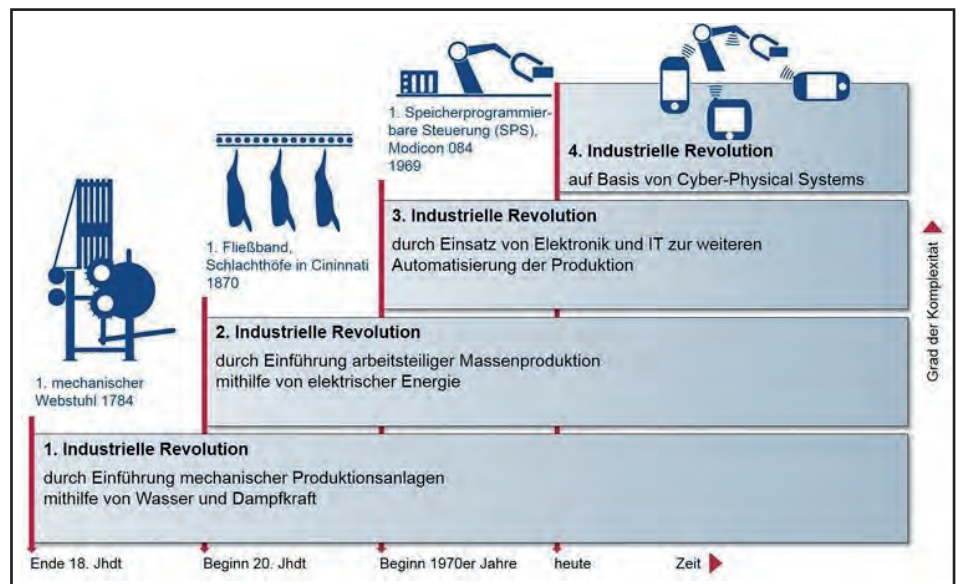 1. Speicherprogrammier-
bare Steuerung (SPS),
Modicon 084
1969
4. Industrielle Revolution
auf Basis von Cyber-Physical Systems
1. Fließband,
Schlachthöfe in Cininnati
1870
3. Industrielle Revolution
durch Einsatz von Elektronik und IT zur weiteren
Automatisierung der Produktion
1. mechanischer
Webstuhl 1784
2. Industrielle Revolution
durch Einführung arbeitsteiliger Massenproduktion
mithilfe von elektrischer Energie
1. Industrielle Revolution
durch Einführung mechanischer Produktionsanlagen
mithilfe von Wasser und Dampfkraft
Grad der Komplexität
Ende 18. Jhdt
Beginn 20. Jhdt
Beginn 1970er Jahre
heute
Zeit